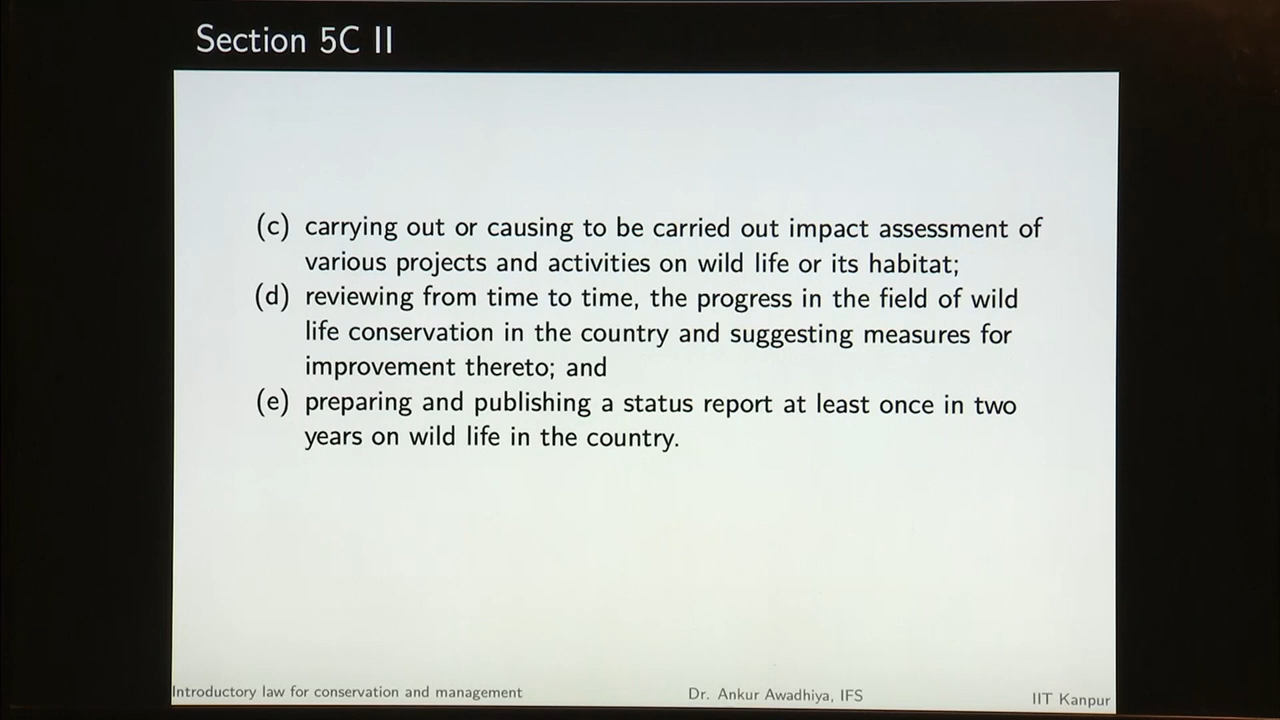 Section 5C II
(c) carrying out or causing to be carried out impact assessment of
various projects and activities on wild life or its habitat;
(d) reviewing from time to time, the progress in the field of wild
life conservation in the country and suggesting measures for
improvement thereto; and
(e) preparing and publishing a status report at least once in two
years on wild life in the country.
Introductory law for conservation and management Dr. Ankur Awadhiya, IFS IIT Kanpur